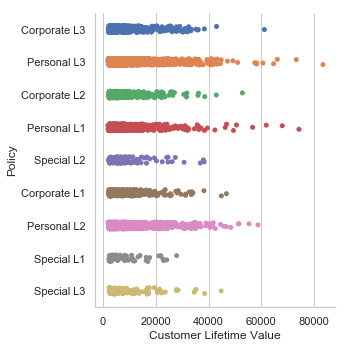 Corporate L3
Personal L3
Corporate L2
Personal L1
Special L2
Corporate L1
Personal L2
Special L1
Special L3
Policy
0 20000 40000 60000 80000
Customer Lifetime Value